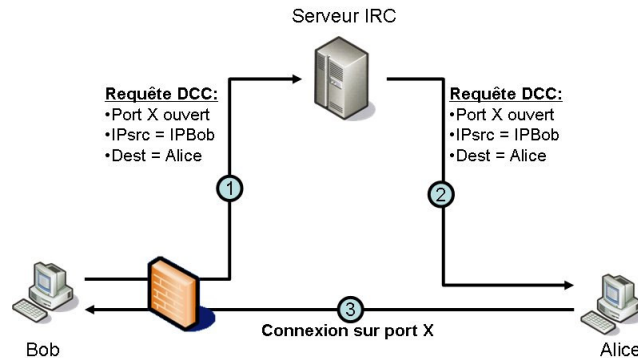 Serveur IRC
Requête DCC:
•Port X ouvert
•IPsrc = IPBob
•Dest = Alice
Requête DCC:
•Port X ouvert
•IPsrc = IPBob
•Dest = Alice
1
2
3
Connexion sur port X
Bob
Alice